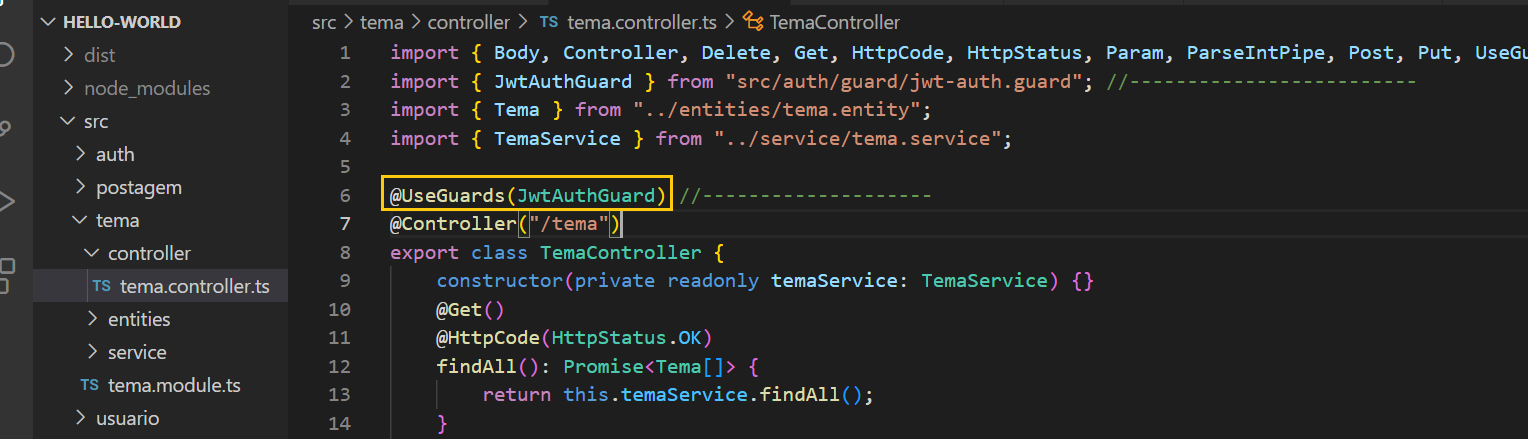 HELLO-WORLD
dist
node_modules
src
auth
postagem
tema
controller
TS tema.controller.ts
entities
service
TS tema.module.ts
usuario
src > tema > controller > TS tema.controller.ts > TemaController
1 import { Body, Controller, Delete, Get, HttpCode, HttpStatus, Param, ParseIntPipe, Post, Put, UseGu
2 import { JwtAuthGuard } from "src/auth/guard/jwt-auth.guard"; //-------------------------
3 import { Tema } from "../entities/tema.entity";
4 import { TemaService } from "../service/tema.service";
5
6 @UseGuards(JwtAuthGuard) //--------------------
7 @Controller("/tema")
8 export class TemaController {
9 constructor(private readonly temaService: TemaService) {}
10 @Get()
11 @HttpCode(HttpStatus.OK)
12 findAll(): Promise<Tema[]> {
13 return this.temaService.findAll();
14 }